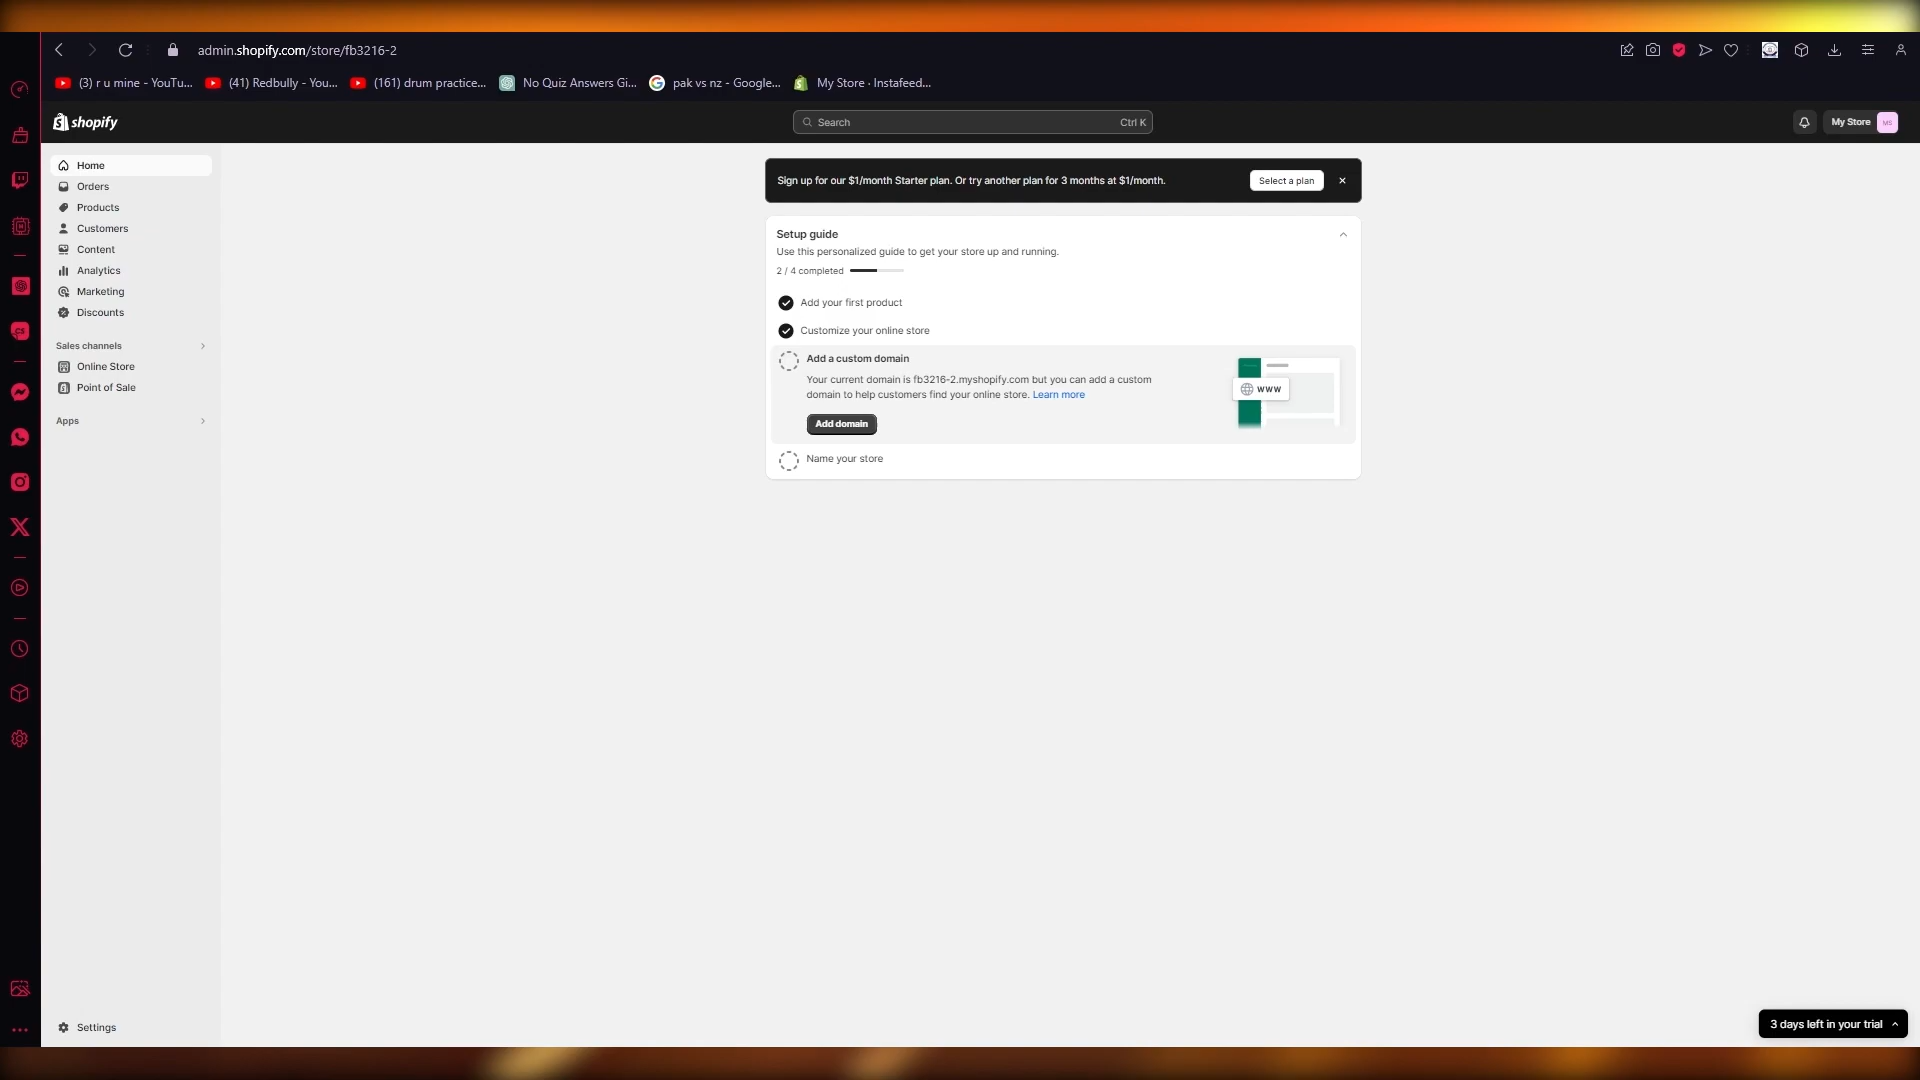 admin.shopify.com/store/fb3216-2
(3) r u mine - YouTu...
(41) Redbully - You...
(161) drum practice...
No Quiz Answers Gi...
pak vs nz - Google...
My Store · Instafeed...
shopify
Search
Ctrl K
My Store
MS
Home
Orders
Products
Customers
Content
Analytics
Marketing
Discounts
Sales channels
Online Store
Point of Sale
Apps
Settings
Sign up for our $1/month Starter plan. Or try another plan for 3 months at $1/month.
Select a plan
Setup guide
Use this personalized guide to get your store up and running.
2 / 4 completed
Add your first product
Customize your online store
Add a custom domain
Your current domain is fb3216-2.myshopify.com but you can add a custom
domain to help customers find your online store. Learn more
Add domain
www
Name your store
3 days left in your trial